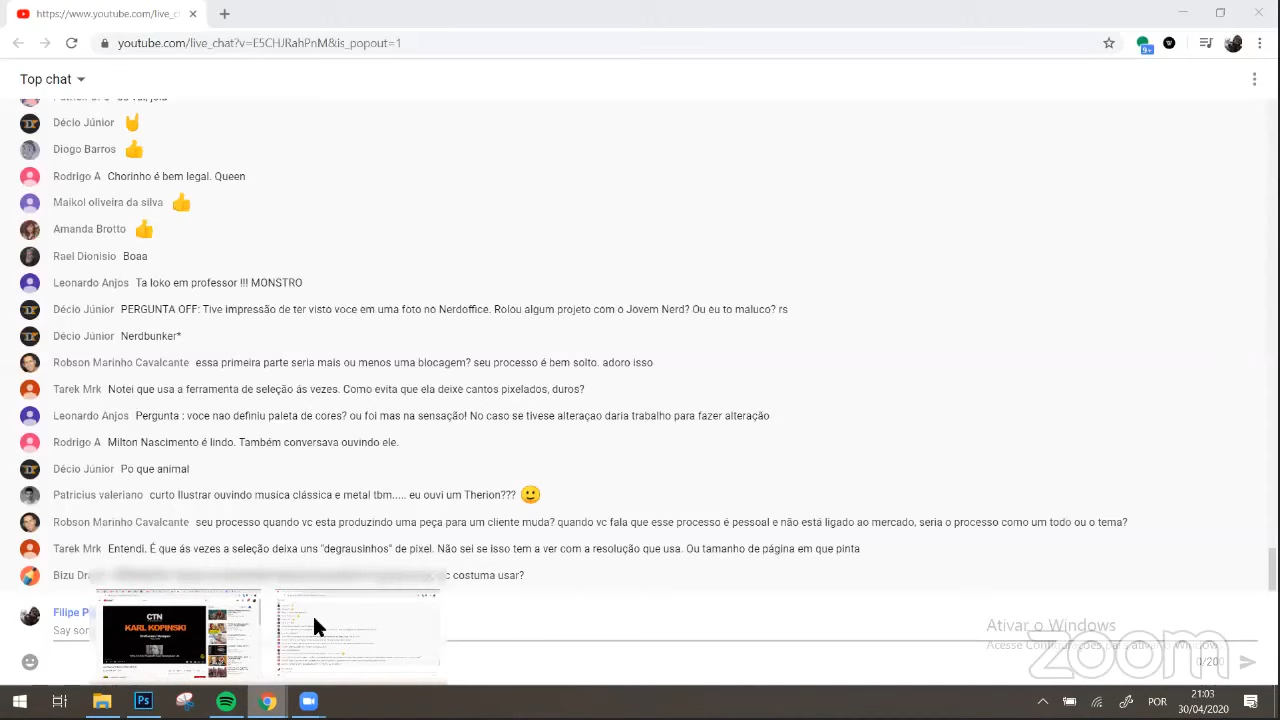 https://www.youtube.com/live_c
youtube.com/live_chat?v=E5CHJRahPnM&is_popout=1
9+
Top chat
Décio Júnior
Diogo Barros
Rodrigo A Chorinho é bem legal. Queen
Maikol oliveira da silva
Amanda Brotto
Rael Dionisio Boaa
Leonardo Anjos Ta loko em professor !!! MONSTRO
Décio Júnior PERGUNTA OFF: Tive impressão de ter visto voce em uma foto no Nerdoffice. Rolou algum projeto com o Jovem Nerd? Ou eu to maluco? rs
Décio Júnior Nerdbunker*
Robson Marinho Cavalcante essa primeira parte seria mais ou menos uma blocagem? seu processo é bem solto. adoro isso
Tarek Mrk Notei que usa a ferramenta de seleção ás vezes. Como evita que ela deixe cantos pixelados, duros?
Leonardo Anjos Pergunta : voce nao definiu paleta de cores? ou foi mas na sensação? No caso se tivese alteraçao daria trabalho para fazer alteração
Rodrigo A Milton Nascimento é lindo. Também conversava ouvindo ele.
Décio Júnior Po que animal
Patricius valeriano curto Ilustrar ouvindo musica clássica e metal tbm..... eu ouvi um Therion???
Robson Marinho Cavalcante seu processo quando vc esta produzindo uma peça para um cliente muda? quando vc fala que esse processo é pessoal e não está ligado ao mercado, seria o processo como um todo ou o tema?
Tarek Mrk Entendi. É que ás vezes a seleção deixa uns "degrausinhos" de pixel. Não sei se isso tem a ver com a resolução que usa. Ou tamanho de página em que pinta
Bizu costuma usar?
CTN
KARL KOPINSKI
Filipe
Ativar o Windows
zoom
/200
Ps
POR
21:03
30/04/2020